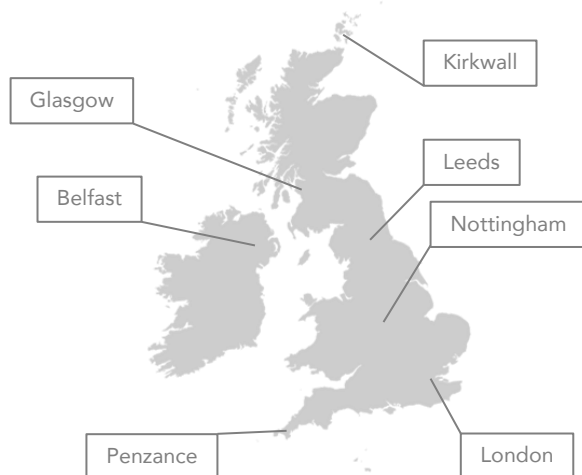 Kirkwall
Glasgow
Leeds
Belfast
Nottingham
Penzance
London